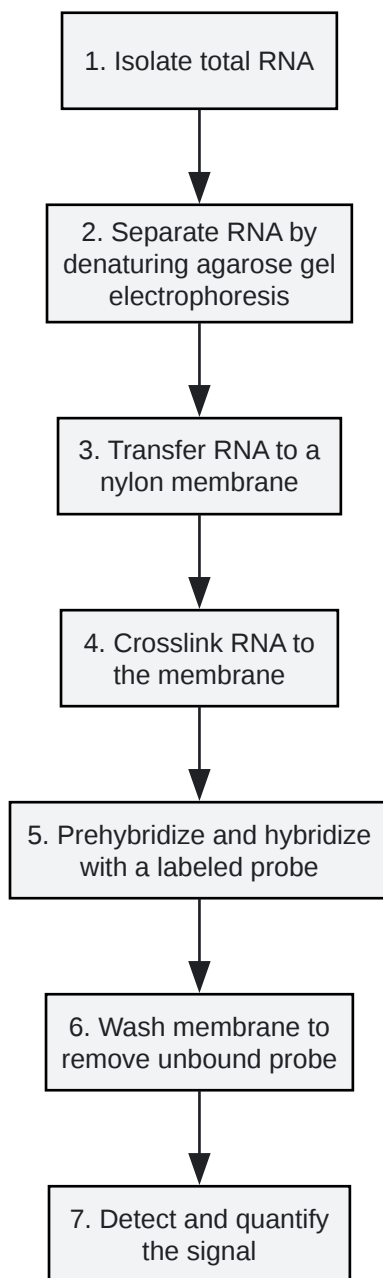 1. Isolate total RNA
2. Separate RNA by
denaturing agarose gel
electrophoresis
3. Transfer RNA to a
nylon membrane
4. Crosslink RNA to
the membrane
5. Prehybridize and hybridize
with a labeled probe
6. Wash membrane to
remove unbound probe
7. Detect and quantify
the signal